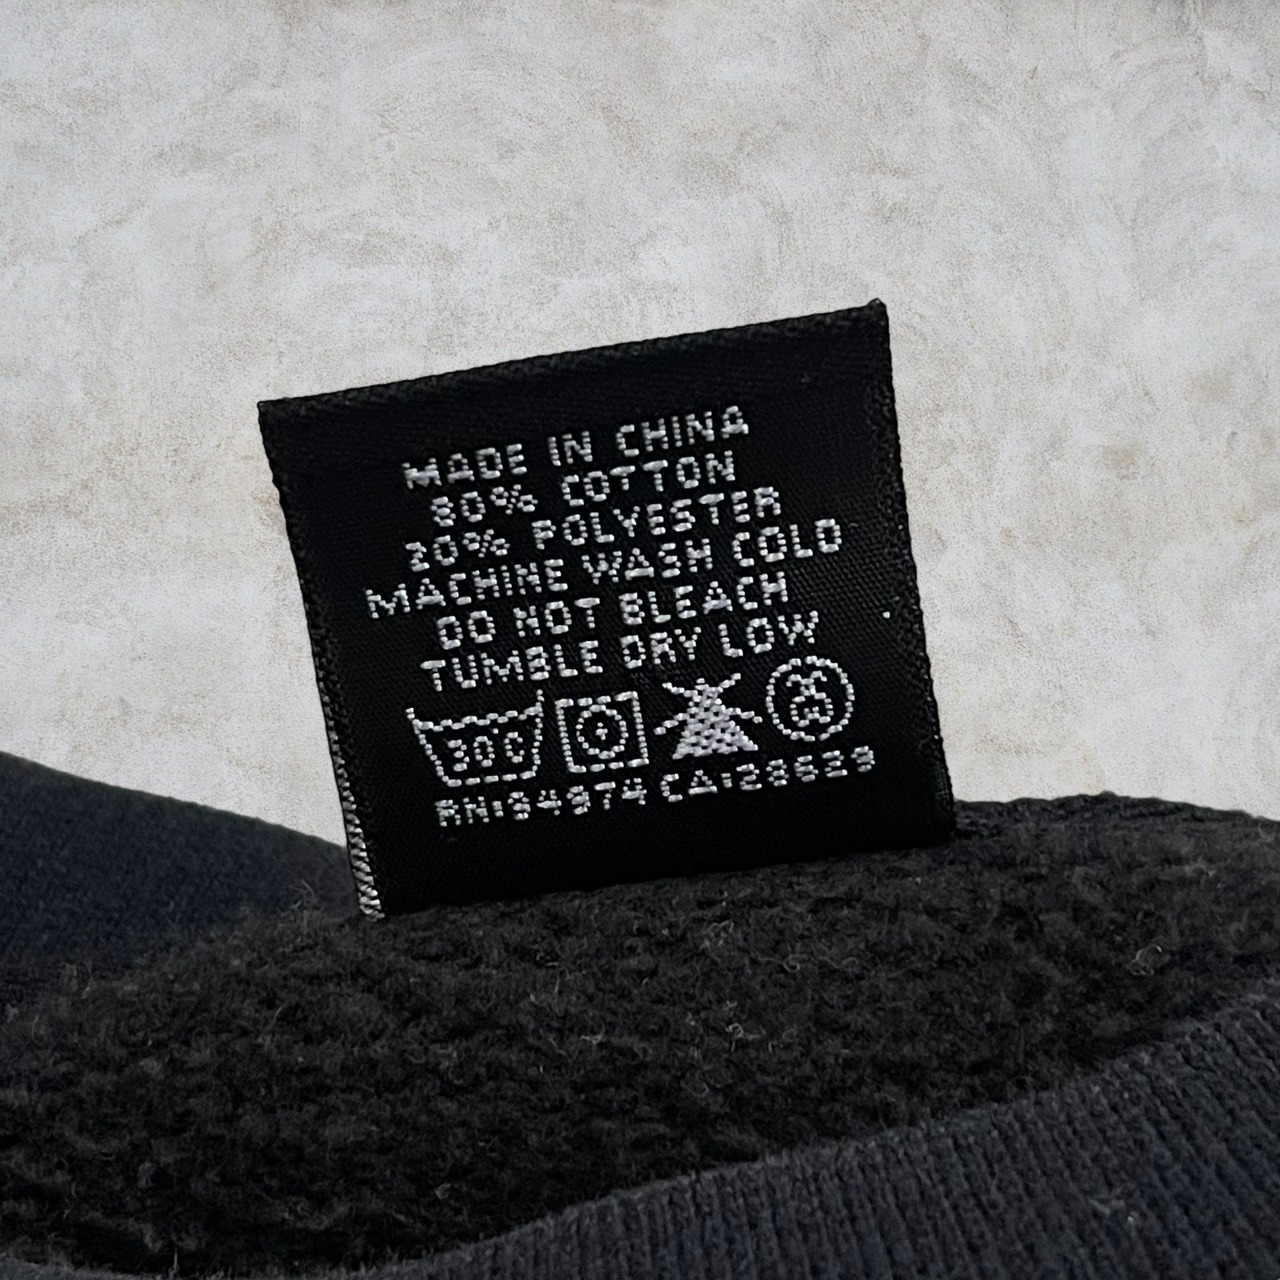 MADE IN CHINA
80% COTTON
20% POLYESTER
MACHINE WASH COLD
DO NOT BLEACH
TUMBLE DRY LOW
30C
RN:94974 CA:28629